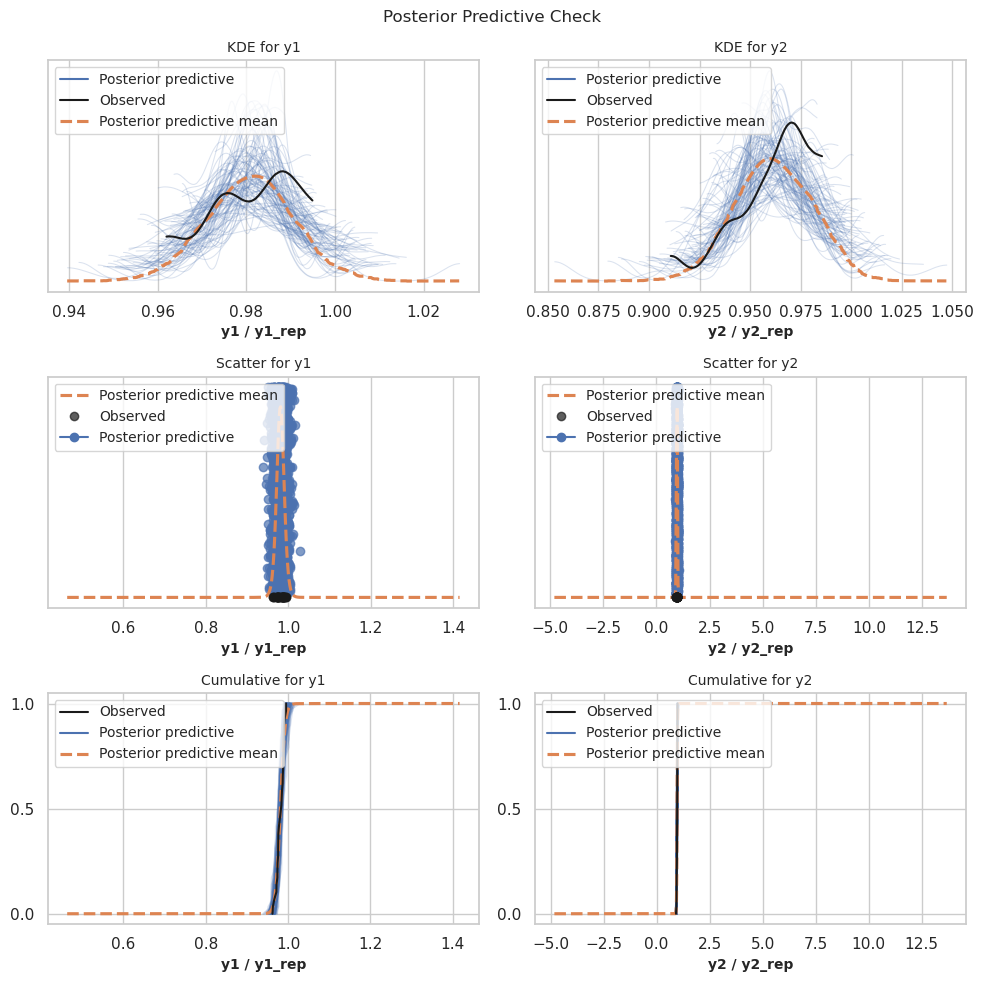 Posterior Predictive Check
KDE for y1
Posterior predictive
Observed
Posterior predictive mean
0.94 0.96 0.98 1.00 1.02
y1 / y1_rep
KDE for y2
Posterior predictive
Observed
Posterior predictive mean
0.850 0.875 0.900 0.925 0.950 0.975 1.000 1.025 1.050
y2 / y2_rep
Scatter for y1
Posterior predictive mean
Observed
Posterior predictive
0.6 0.8 1.0 1.2 1.4
y1 / y1_rep
Scatter for y2
Posterior predictive mean
Observed
Posterior predictive
−5.0 −2.5 0.0 2.5 5.0 7.5 10.0 12.5
y2 / y2_rep
Cumulative for y1
1.0
0.5
0.0
Observed
Posterior predictive
Posterior predictive mean
0.6 0.8 1.0 1.2 1.4
y1 / y1_rep
Cumulative for y2
1.0
0.5
0.0
Observed
Posterior predictive
Posterior predictive mean
−5.0 −2.5 0.0 2.5 5.0 7.5 10.0 12.5
y2 / y2_rep